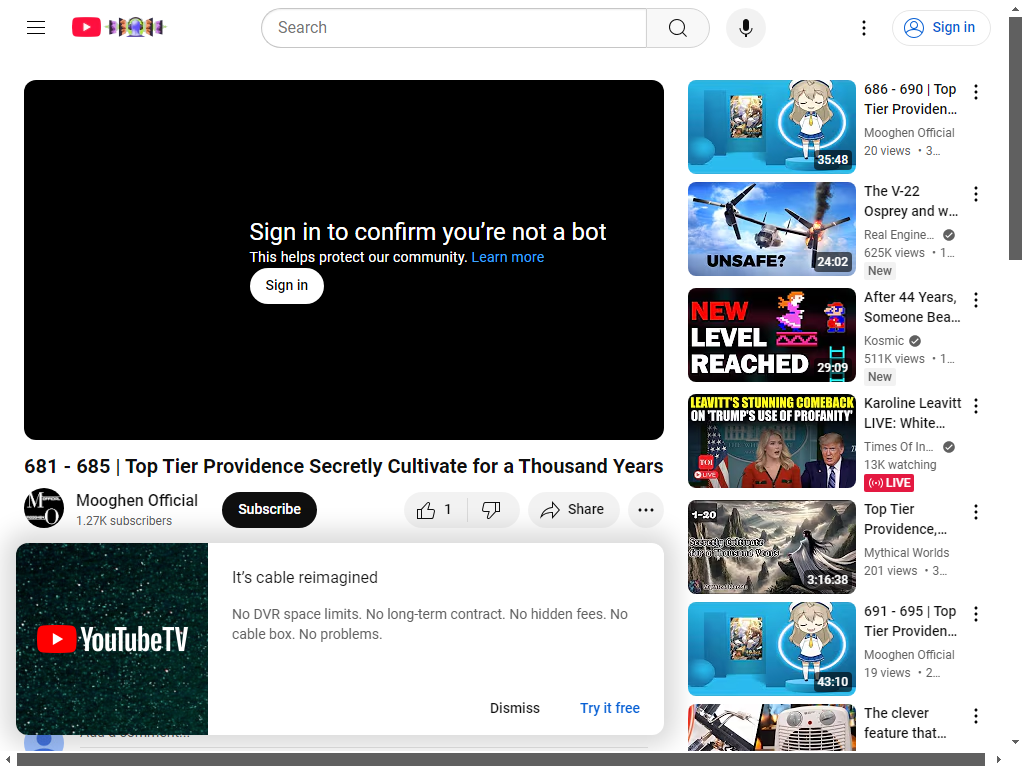 Search
Sign in
Sign in to confirm you’re not a bot
This helps protect our community. Learn more
Sign in
681 - 685 | Top Tier Providence Secretly Cultivate for a Thousand Years
Mooghen Official
1.27K subscribers
Subscribe
1
Share
It’s cable reimagined
No DVR space limits. No long-term contract. No hidden fees. No
cable box. No problems.
YouTubeTV
Dismiss
Try it free
Add a comment...
686 - 690 | Top
Tier Providen...
Mooghen Official
20 views • 3...
35:48
The V-22
Osprey and w...
Real Engine...
625K views • 1...
New
UNSAFE?
24:02
After 44 Years,
Someone Bea...
Kosmic
511K views • 1...
New
NEW
LEVEL
REACHED
29:09
Karoline Leavitt
LIVE: White...
Times Of In...
13K watching
LIVE
LEAVITT'S STUNNING COMEBACK
ON 'TRUMP'S USE OF PROFANITY'
TOI
LIVE
Top Tier
Providence,...
Mythical Worlds
201 views • 3...
1-20
Secretly Cultivate
for a Thousand Years
3:16:38
691 - 695 | Top
Tier Providen...
Mooghen Official
19 views • 2...
43:10
The clever
feature that...